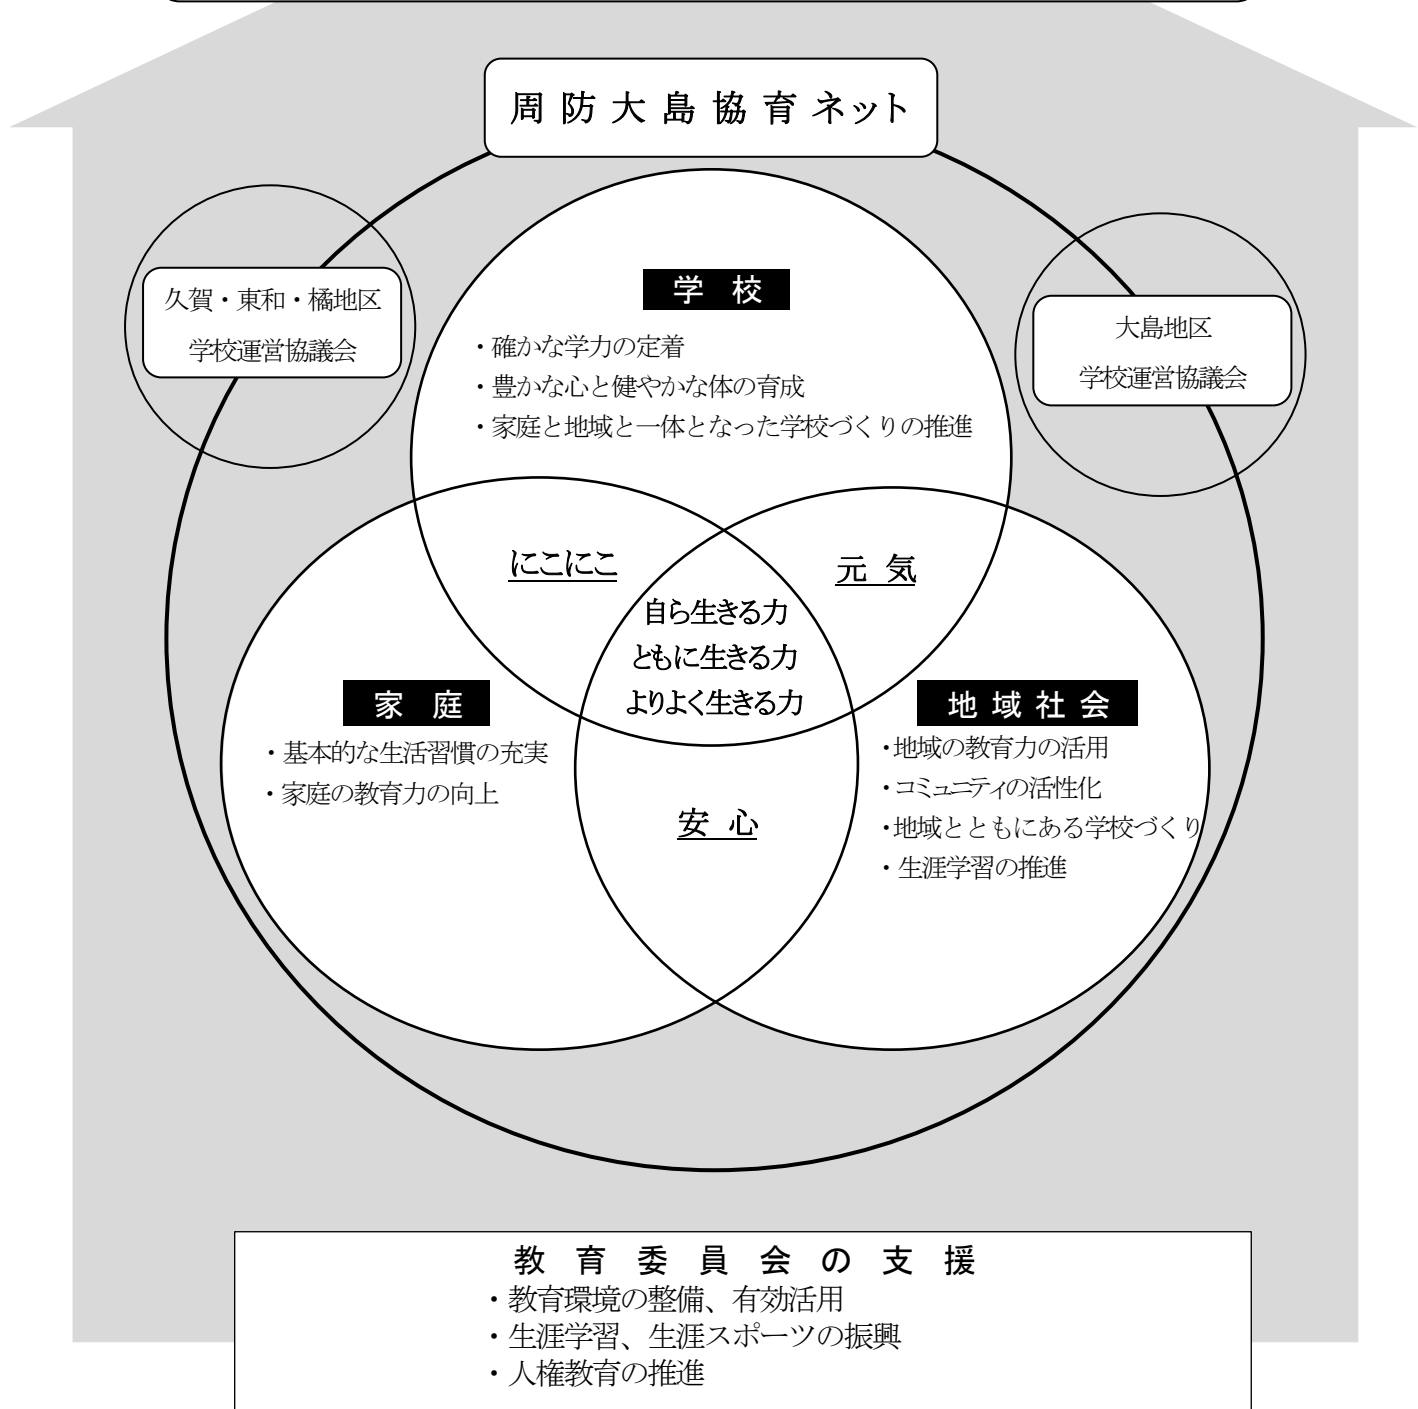 周防大島協育ネット
久賀・東和・橘地区
学校運営協議会
大島地区
学校運営協議会
学校
・確かな学力の定着
・豊かな心と健やかな体の育成
・家庭と地域と一体となった学校づくりの推進
にこにこ
元気
自ら生きる力
ともに生きる力
よりよく生きる力
家庭
・基本的な生活習慣の充実
・家庭の教育力の向上
地域社会
・地域の教育力の活用
・コミュニティの活性化
・地域とともにある学校づくり
・生涯学習の推進
安心
教育委員会の支援
・教育環境の整備、有効活用
・生涯学習、生涯スポーツの振興
・人権教育の推進